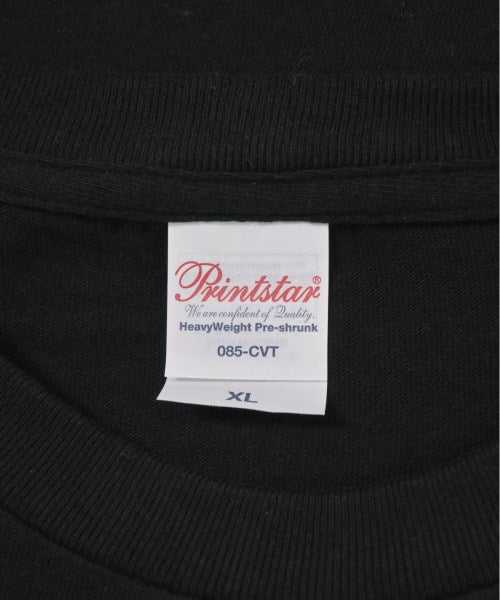 Printstar®
We are confident of Quality.
HeavyWeight Pre-shrunk
085-CVT
XL